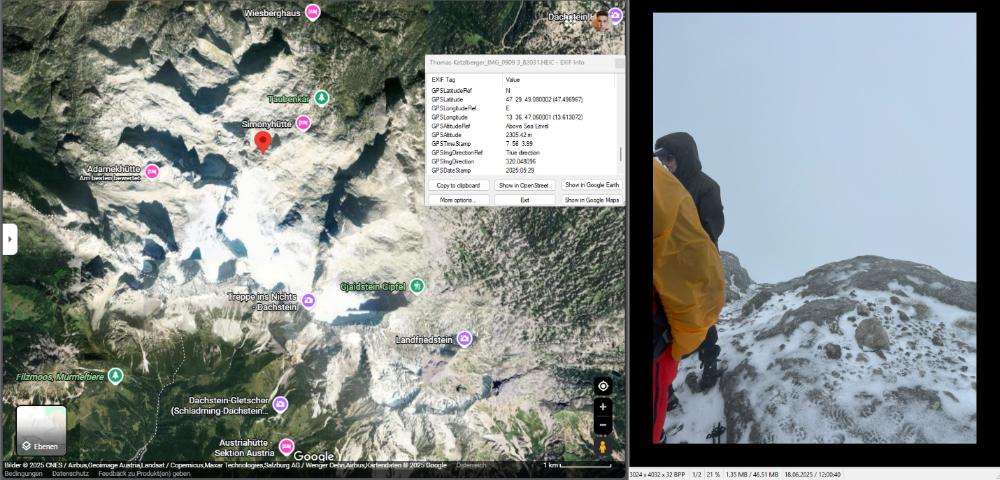 Wiesberghaus
Dachstein
Taubenkar
Simonyhütte
Adamekhütte
Am besten bewertet
Gjaidstein Gipfel
Treppe ins Nichts
- Dachstein
Landfriedstein
Filzmoos, Murmeltiere
Dachstein-Gletscher
(Schladming-Dachstein...
Austriahütte -
Sektion Austria
Ebenen
Google
1 km
Bilder © 2025 CNES / Airbus,Geoimage Austria,Landsat / Copernicus,Maxar Technologies,Salzburg AG / Wenger Oehn,Airbus,Kartendaten © 2025 Google
Österreich
Bedingungen Datenschutz Feedback zu Produkt(en) geben
Thomas Katzlberger_IMG_0909 3_82031.HEIC - EXIF Info
EXIF Tag Value
GPSLatitudeRef N
GPSLatitude 47 29 49.080002 (47.496967)
GPSLongitudeRef E
GPSLongitude 13 36 47.060001 (13.613072)
GPSAltitudeRef Above Sea Level
GPSAltitude 2305.42 m
GPSTimeStamp 7 56 3.99
GPSImgDirectionRef True direction
GPSImgDirection 320.048096
GPSDateStamp 2025:05:29
Copy to clipboard Show in OpenStreet. Show in Google Earth
More options... Exit Show in Google Maps
3024 x 4032 x 32 BPP 1/2 21 % 1.35 MB / 46.51 MB 18.06.2025 / 12:00:40